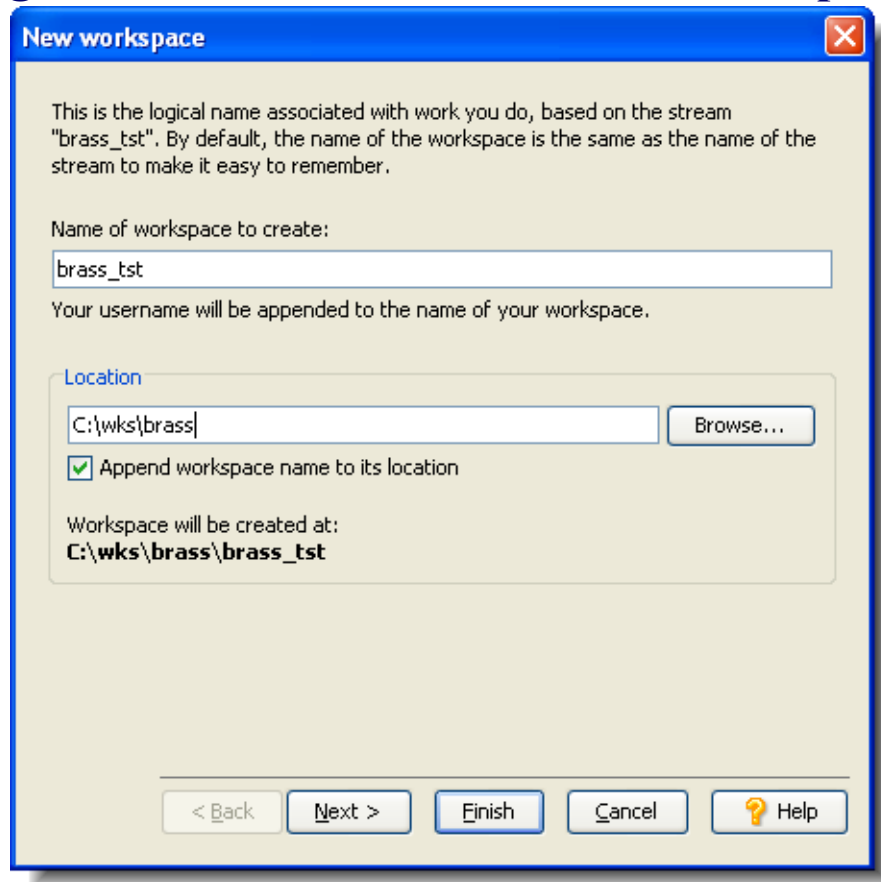 New workspace
This is the logical name associated with work you do, based on the stream
"brass_tst". By default, the name of the workspace is the same as the name of the
stream to make it easy to remember.
Name of workspace to create:
brass_tst
Your username will be appended to the name of your workspace.
Location
C:\wks\brass
Browse...
Append workspace name to its location
Workspace will be created at:
C:\wks\brass\brass_tst
< Back
Next >
Finish
Cancel
Help